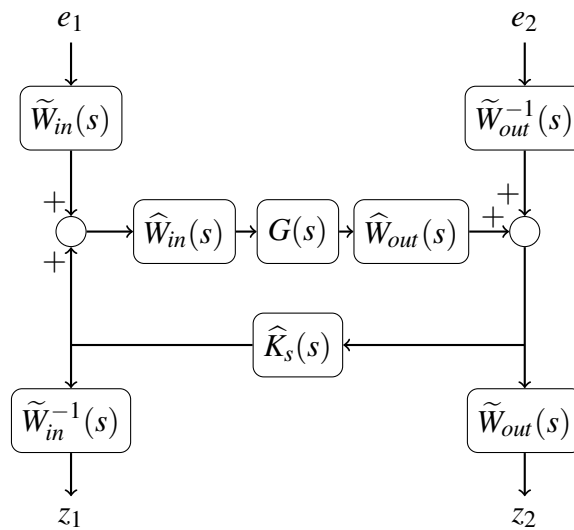 e₁ e₂
W̃ᵢₙ(s) W̃ₒᵤₜ⁻¹(s)
+ +
Ŵᵢₙ(s) G(s) Ŵₒᵤₜ(s) +
+
K̂ₛ(s)
W̃ᵢₙ⁻¹(s) W̃ₒᵤₜ(s)
z₁ z₂